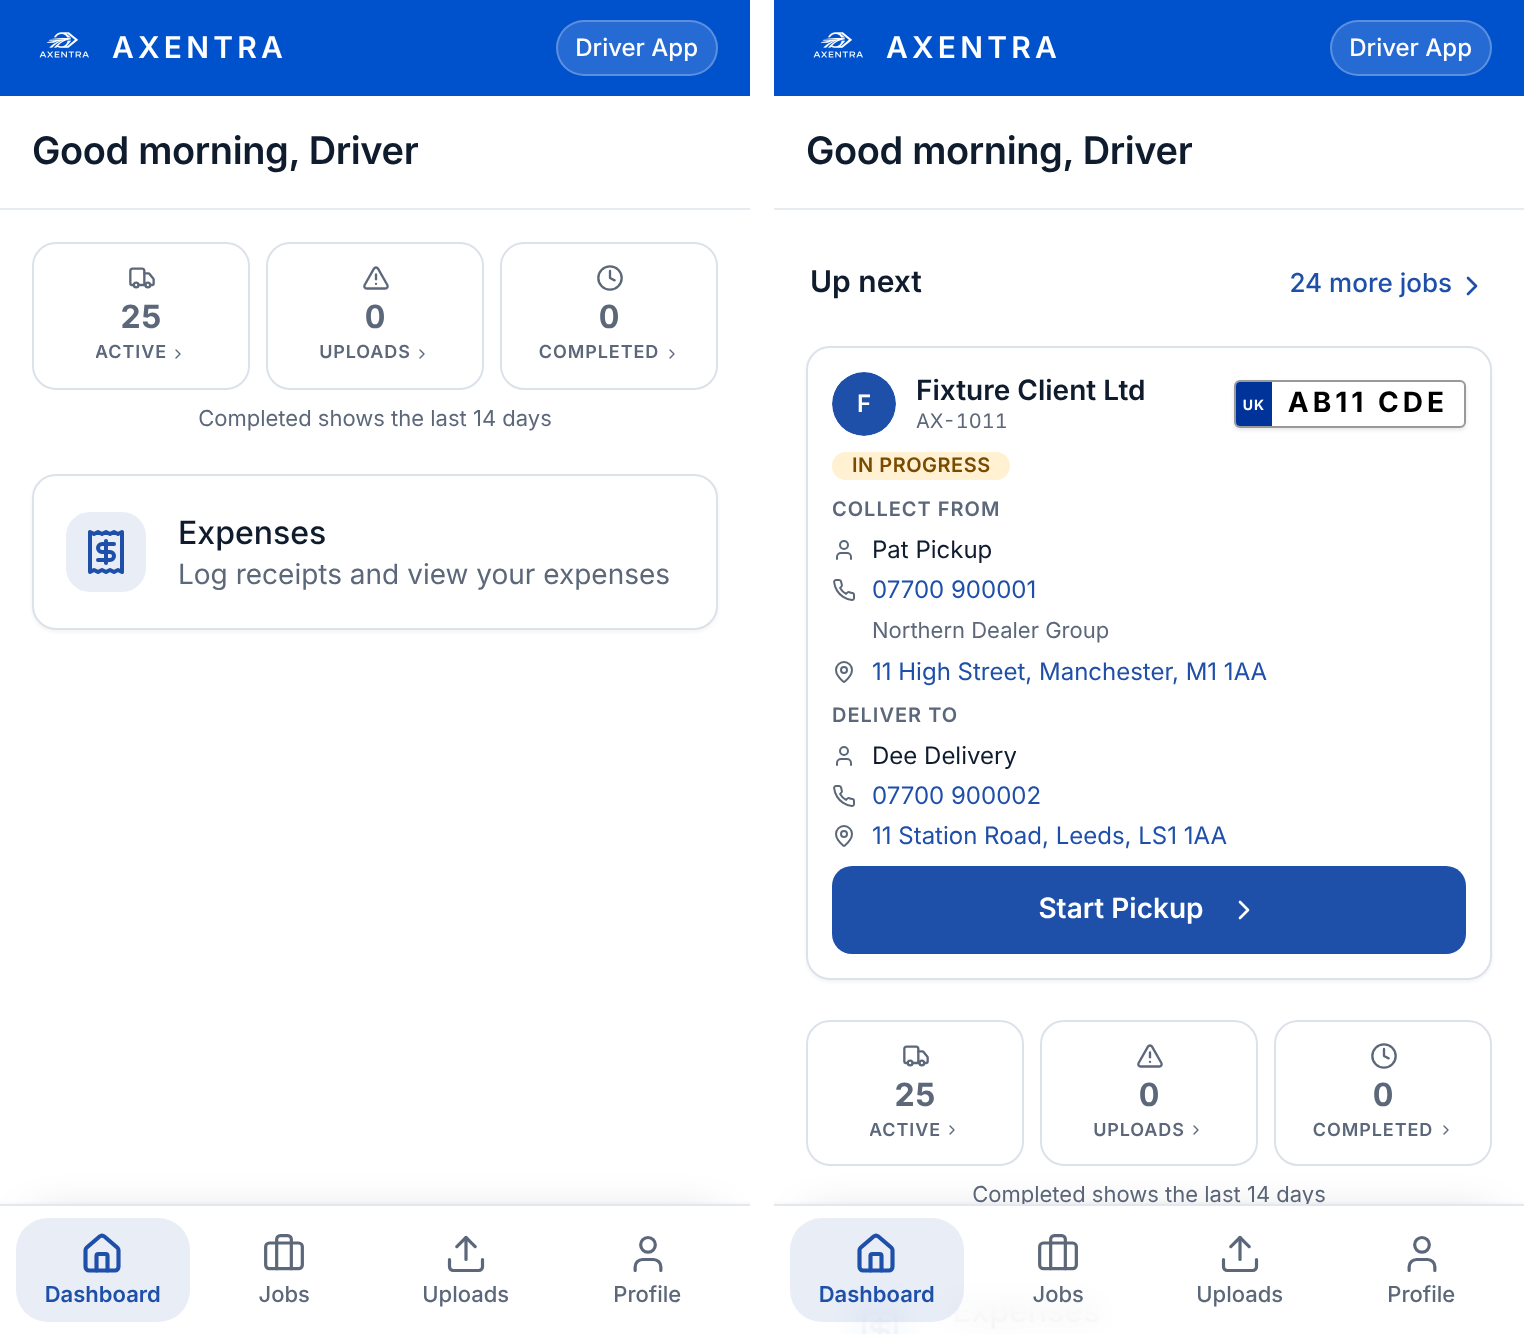 AXENTRA
AXENTRA
Driver App
Good morning, Driver
25
ACTIVE
0
UPLOADS
0
COMPLETED
Completed shows the last 14 days
Expenses
Log receipts and view your expenses
Dashboard
Jobs
Uploads
Profile
AXENTRA
AXENTRA
Driver App
Good morning, Driver
Up next
24 more jobs
F
Fixture Client Ltd
AX-1011
UK
AB11 CDE
IN PROGRESS
COLLECT FROM
Pat Pickup
07700 900001
Northern Dealer Group
11 High Street, Manchester, M1 1AA
DELIVER TO
Dee Delivery
07700 900002
11 Station Road, Leeds, LS1 1AA
Start Pickup
25
ACTIVE
0
UPLOADS
0
COMPLETED
Completed shows the last 14 days
Expenses
Dashboard
Jobs
Uploads
Profile